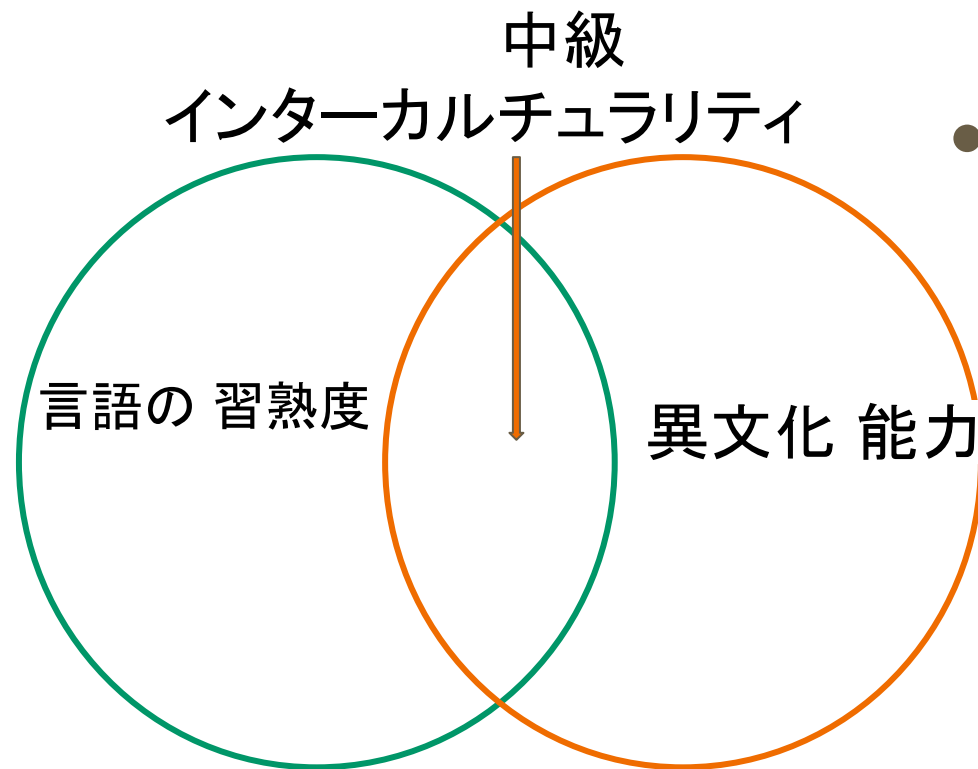 中級
インターカルチュラリティ
言語の 習熟度
異文化 能力